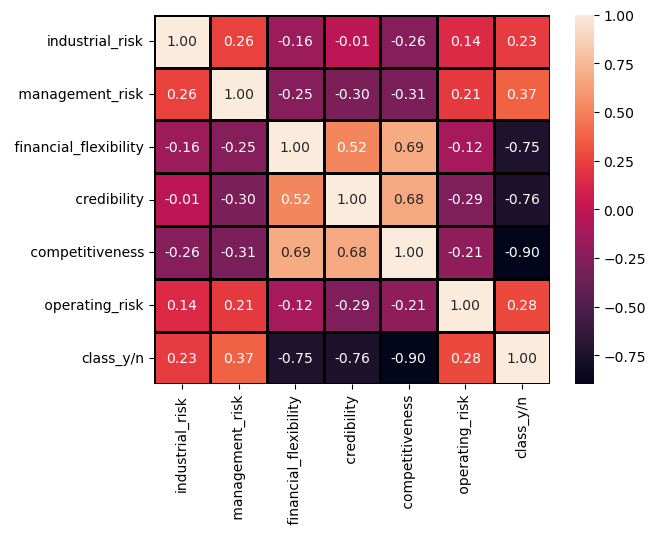 industrial_risk 1.00 0.26 -0.16 -0.01 -0.26 0.14 0.23
management_risk 0.26 1.00 -0.25 -0.30 -0.31 0.21 0.37
financial_flexibility -0.16 -0.25 1.00 0.52 0.69 -0.12 -0.75
credibility -0.01 -0.30 0.52 1.00 0.68 -0.29 -0.76
competitiveness -0.26 -0.31 0.69 0.68 1.00 -0.21 -0.90
operating_risk 0.14 0.21 -0.12 -0.29 -0.21 1.00 0.28
class_y/n 0.23 0.37 -0.75 -0.76 -0.90 0.28 1.00
industrial_risk
management_risk
financial_flexibility
credibility
competitiveness
operating_risk
class_y/n
1.00
0.75
0.50
0.25
0.00
−0.25
−0.50
−0.75